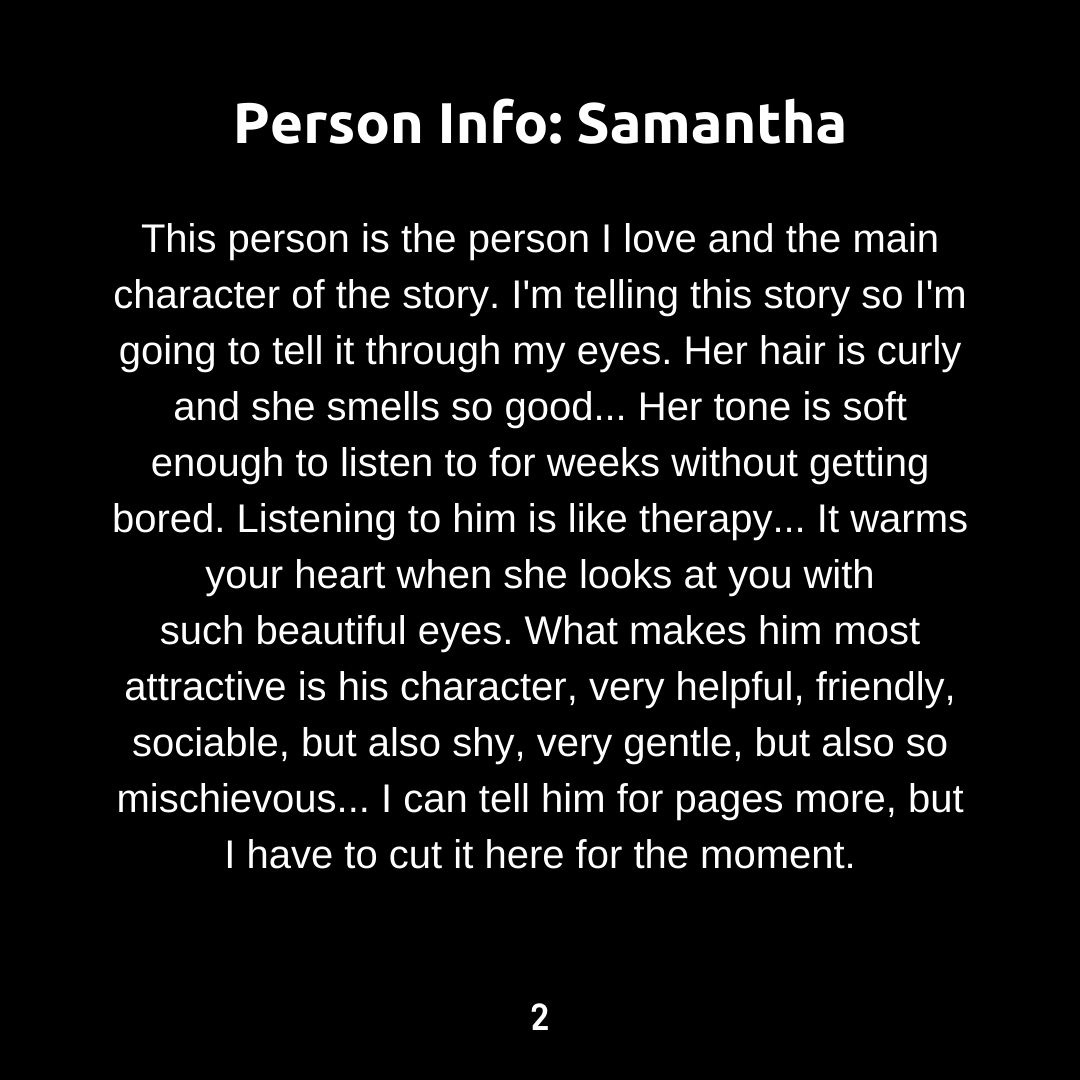 Person Info: Samantha
This person is the person I love and the main
character of the story. I'm telling this story so I'm
going to tell it through my eyes. Her hair is curly
and she smells so good... Her tone is soft
enough to listen to for weeks without getting
bored. Listening to him is like therapy... It warms
your heart when she looks at you with
such beautiful eyes. What makes him most
attractive is his character, very helpful, friendly,
sociable, but also shy, very gentle, but also so
mischievous... I can tell him for pages more, but
I have to cut it here for the moment.
2